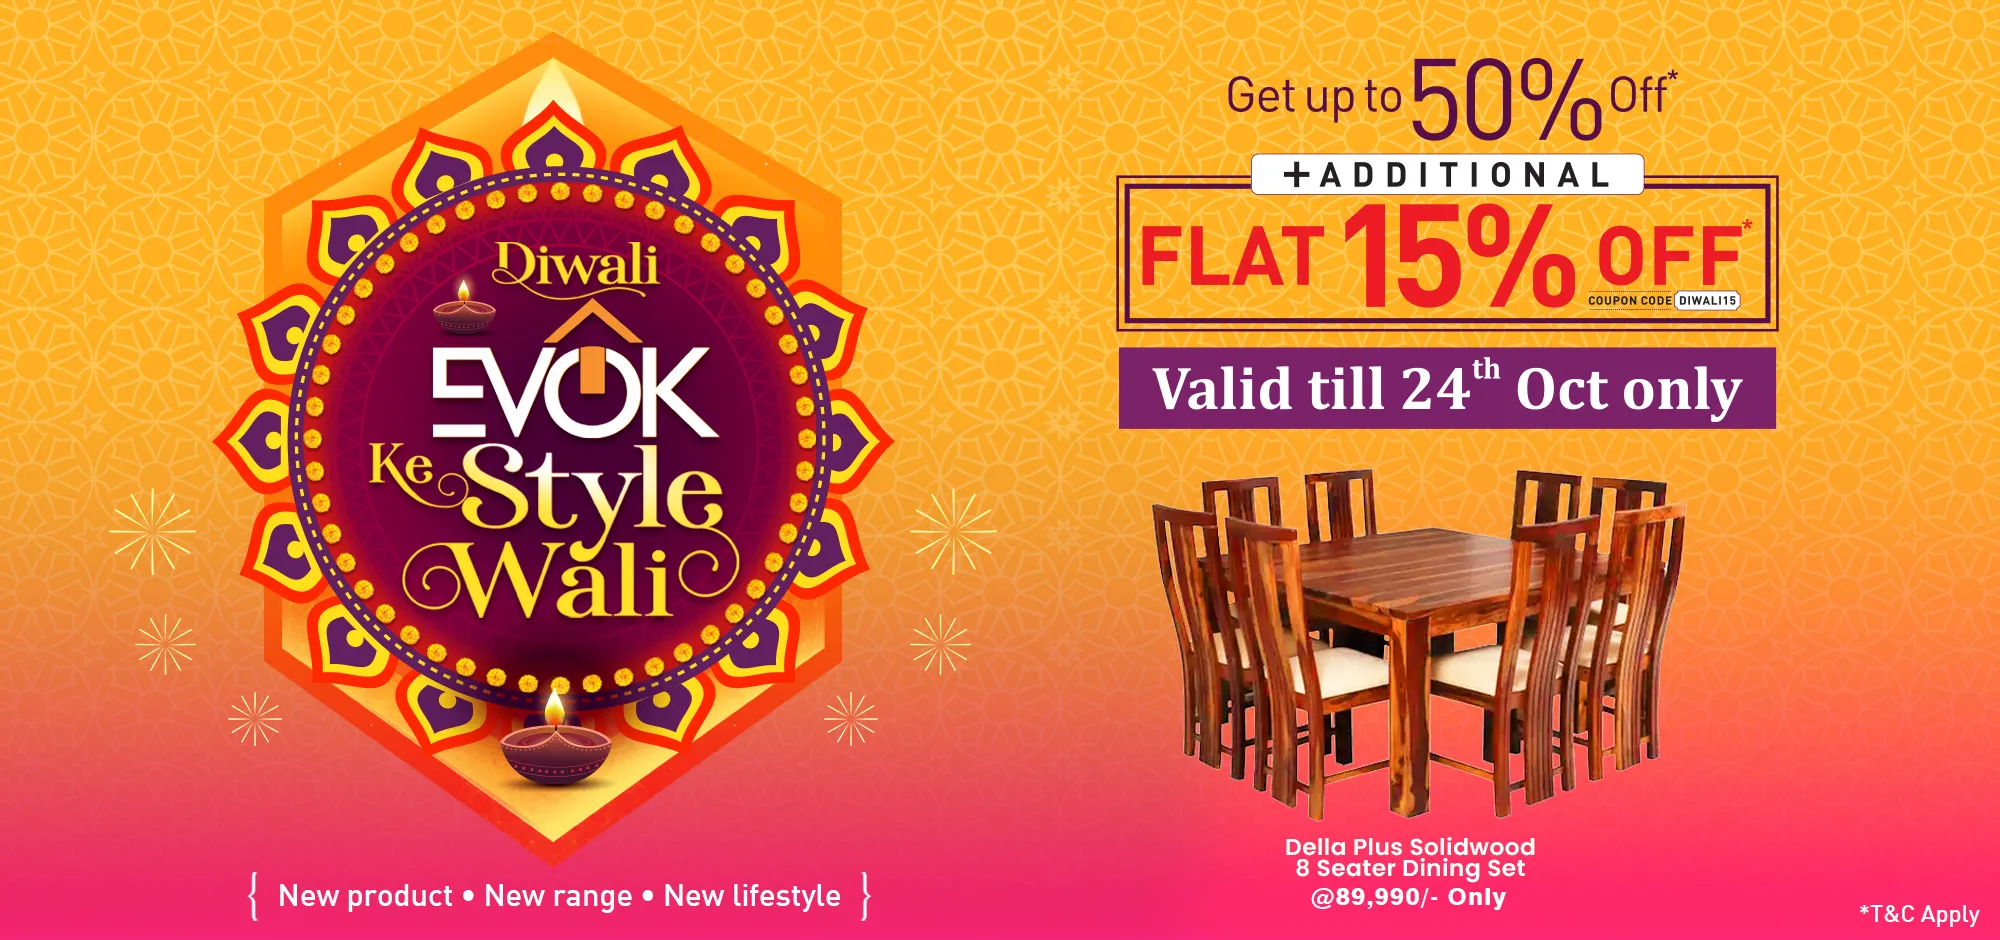 Diwali
EVOK
Ke Style
Wali
{ New product • New range • New lifestyle }
Get up to 50% Off*
+ADDITIONAL
FLAT 15% OFF*
COUPON CODE DIWALI15
Valid till 24th Oct only
Della Plus Solidwood
8 Seater Dining Set
@89,990/- Only
*T&C Apply